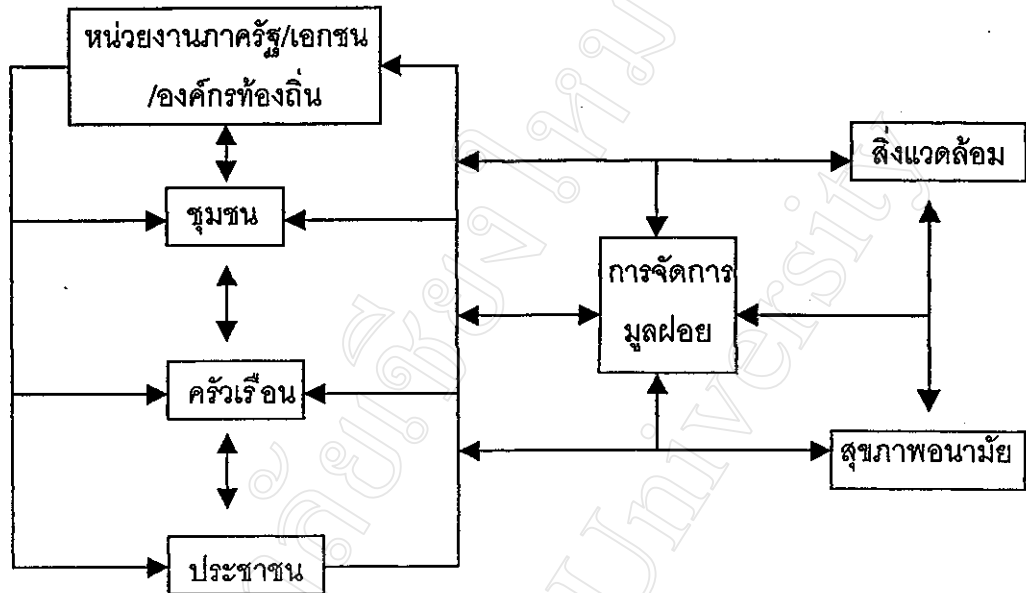 หน่วยงานภาครัฐ/เอกชน
/องค์กรท้องถิ่น
ชุมชน
ครัวเรือน
ประชาชน
การจัดการ
มูลฝอย
สิ่งแวดล้อม
สุขภาพอนามัย
University